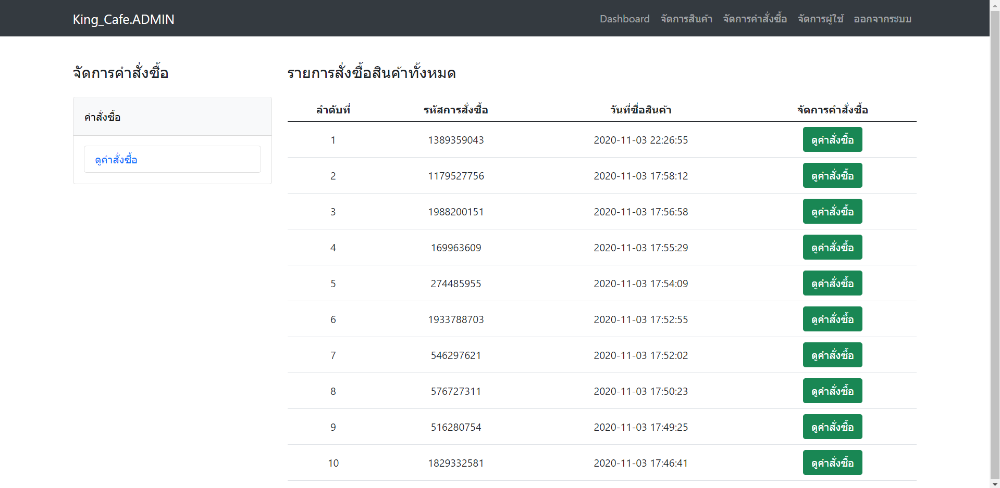 King_Cafe.ADMIN
Dashboard จัดการสินค้า จัดการคำสั่งซื้อ จัดการผู้ใช้ ออกจากระบบ
จัดการคำสั่งซื้อ
คำสั่งซื้อ
ดูคำสั่งซื้อ
รายการสั่งซื้อสินค้าทั้งหมด
ลำดับที่ รหัสการสั่งซื้อ วันที่ซื่อสินค้า จัดการคำสั่งซื้อ
1 1389359043 2020-11-03 22:26:55 ดูคำสั่งซื้อ
2 1179527756 2020-11-03 17:58:12 ดูคำสั่งซื้อ
3 1988200151 2020-11-03 17:56:58 ดูคำสั่งซื้อ
4 169963609 2020-11-03 17:55:29 ดูคำสั่งซื้อ
5 274485955 2020-11-03 17:54:09 ดูคำสั่งซื้อ
6 1933788703 2020-11-03 17:52:55 ดูคำสั่งซื้อ
7 546297621 2020-11-03 17:52:02 ดูคำสั่งซื้อ
8 576727311 2020-11-03 17:50:23 ดูคำสั่งซื้อ
9 516280754 2020-11-03 17:49:25 ดูคำสั่งซื้อ
10 1829332581 2020-11-03 17:46:41 ดูคำสั่งซื้อ